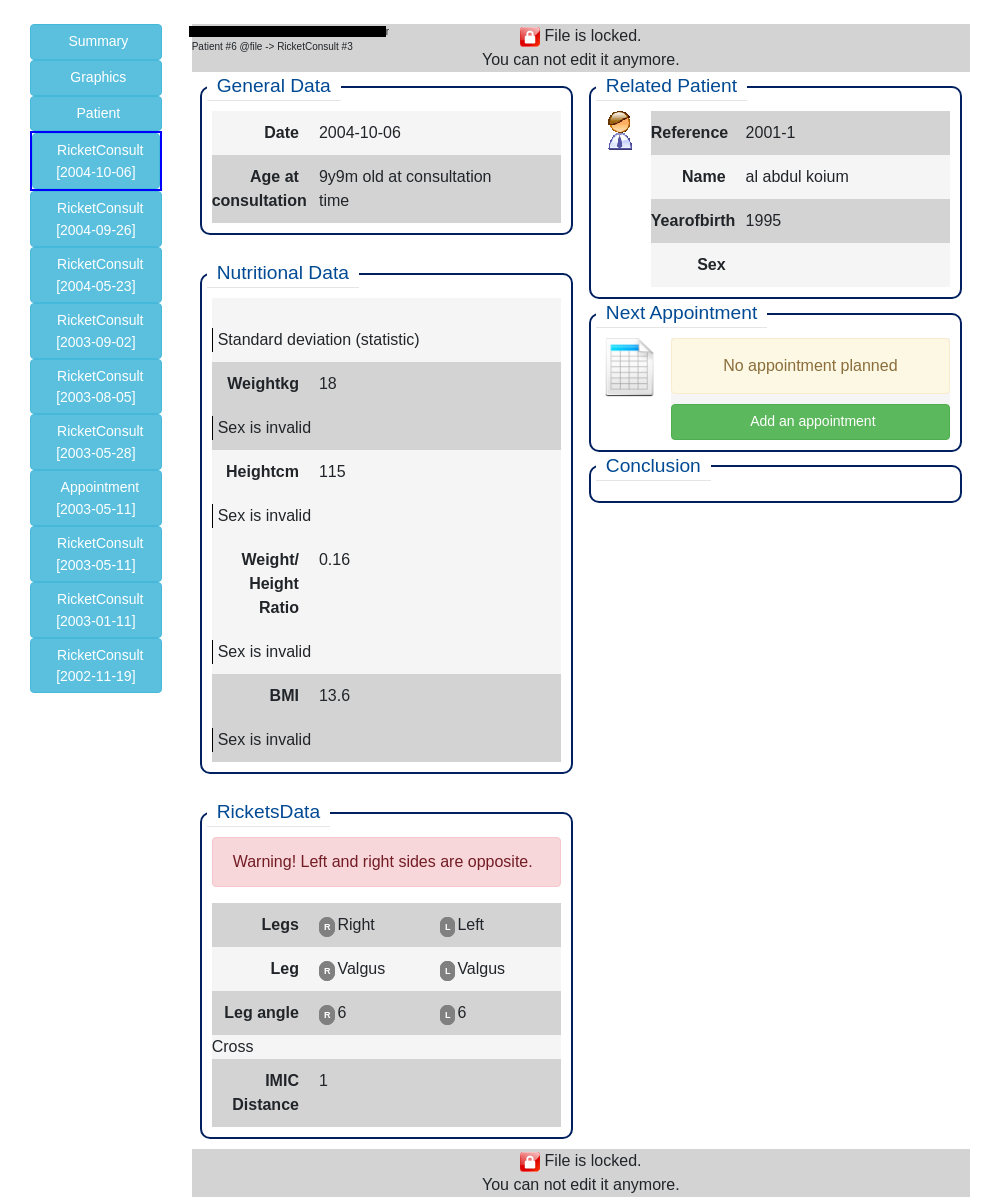 Summary
Graphics
Patient
RicketConsult
[2004-10-06]
RicketConsult
[2004-09-26]
RicketConsult
[2004-05-23]
RicketConsult
[2003-09-02]
RicketConsult
[2003-08-05]
RicketConsult
[2003-05-28]
Appointment
[2003-05-11]
RicketConsult
[2003-05-11]
RicketConsult
[2003-01-11]
RicketConsult
[2002-11-19]
Patient #6 @file -> RicketConsult #3
File is locked.
You can not edit it anymore.
General Data
Date 2004-10-06
Age at 9y9m old at consultation
consultation time
Nutritional Data
Standard deviation (statistic)
Weightkg 18
Sex is invalid
Heightcm 115
Sex is invalid
Weight/ 0.16
Height
Ratio
Sex is invalid
BMI 13.6
Sex is invalid
RicketsData
Warning! Left and right sides are opposite.
Legs R Right L Left
Leg R Valgus L Valgus
Leg angle R 6 L 6
Cross
IMIC 1
Distance
Related Patient
Reference 2001-1
Name al abdul koium
Yearofbirth 1995
Sex
Next Appointment
No appointment planned
Add an appointment
Conclusion
File is locked.
You can not edit it anymore.